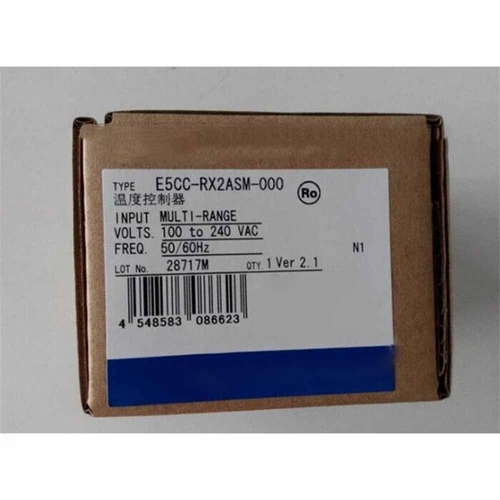 TYPE E5CC-RX2ASM-000
温度控制器
Ro
INPUT MULTI-RANGE
VOLTS. 100 to 240 VAC
FREQ. 50/60Hz N1
LOT No. 28717M QTY. 1 Ver 2.1
4 548583 086623